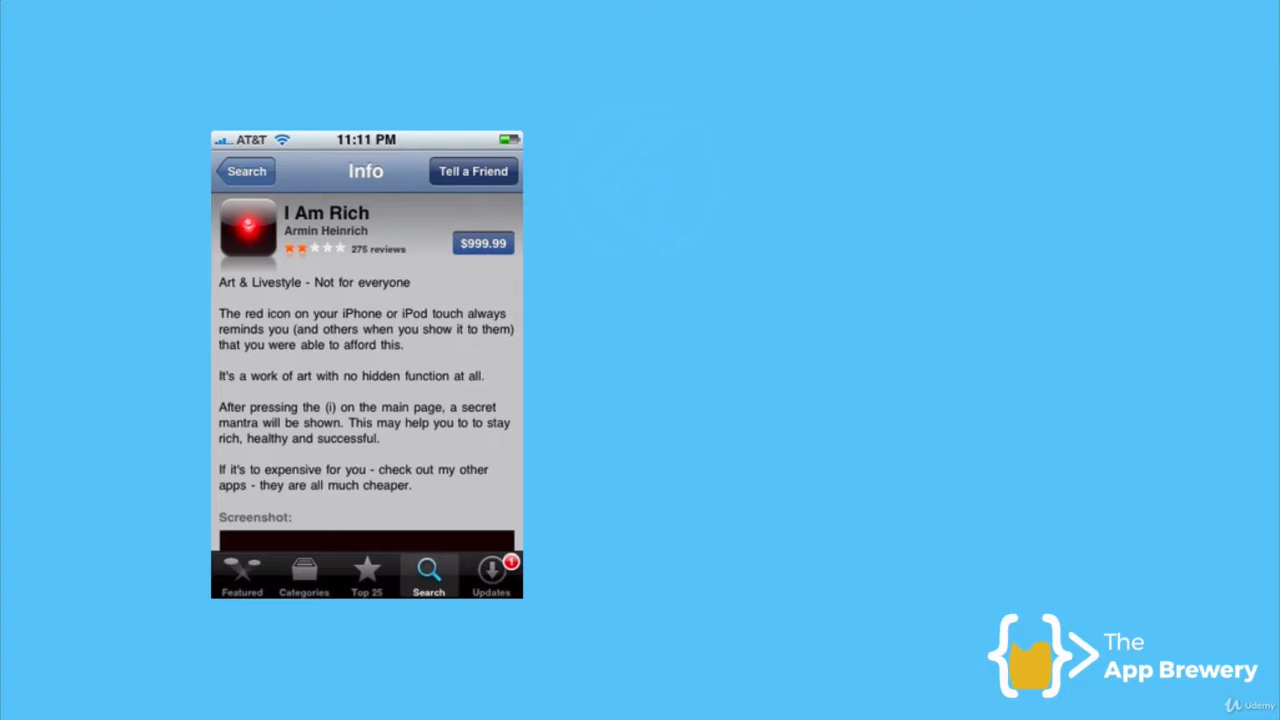 AT&T 11:11 PM
Search Info Tell a Friend
I Am Rich
Armin Heinrich
275 reviews $999.99
Art & Livestyle - Not for everyone
The red icon on your iPhone or iPod touch always
reminds you (and others when you show it to them)
that you were able to afford this.
It's a work of art with no hidden function at all.
After pressing the (i) on the main page, a secret
mantra will be shown. This may help you to to stay
rich, healthy and successful.
If it's to expensive for you - check out my other
apps - they are all much cheaper.
Screenshot:
1
Featured Categories Top 25 Search Updates
The
App Brewery
Udemy